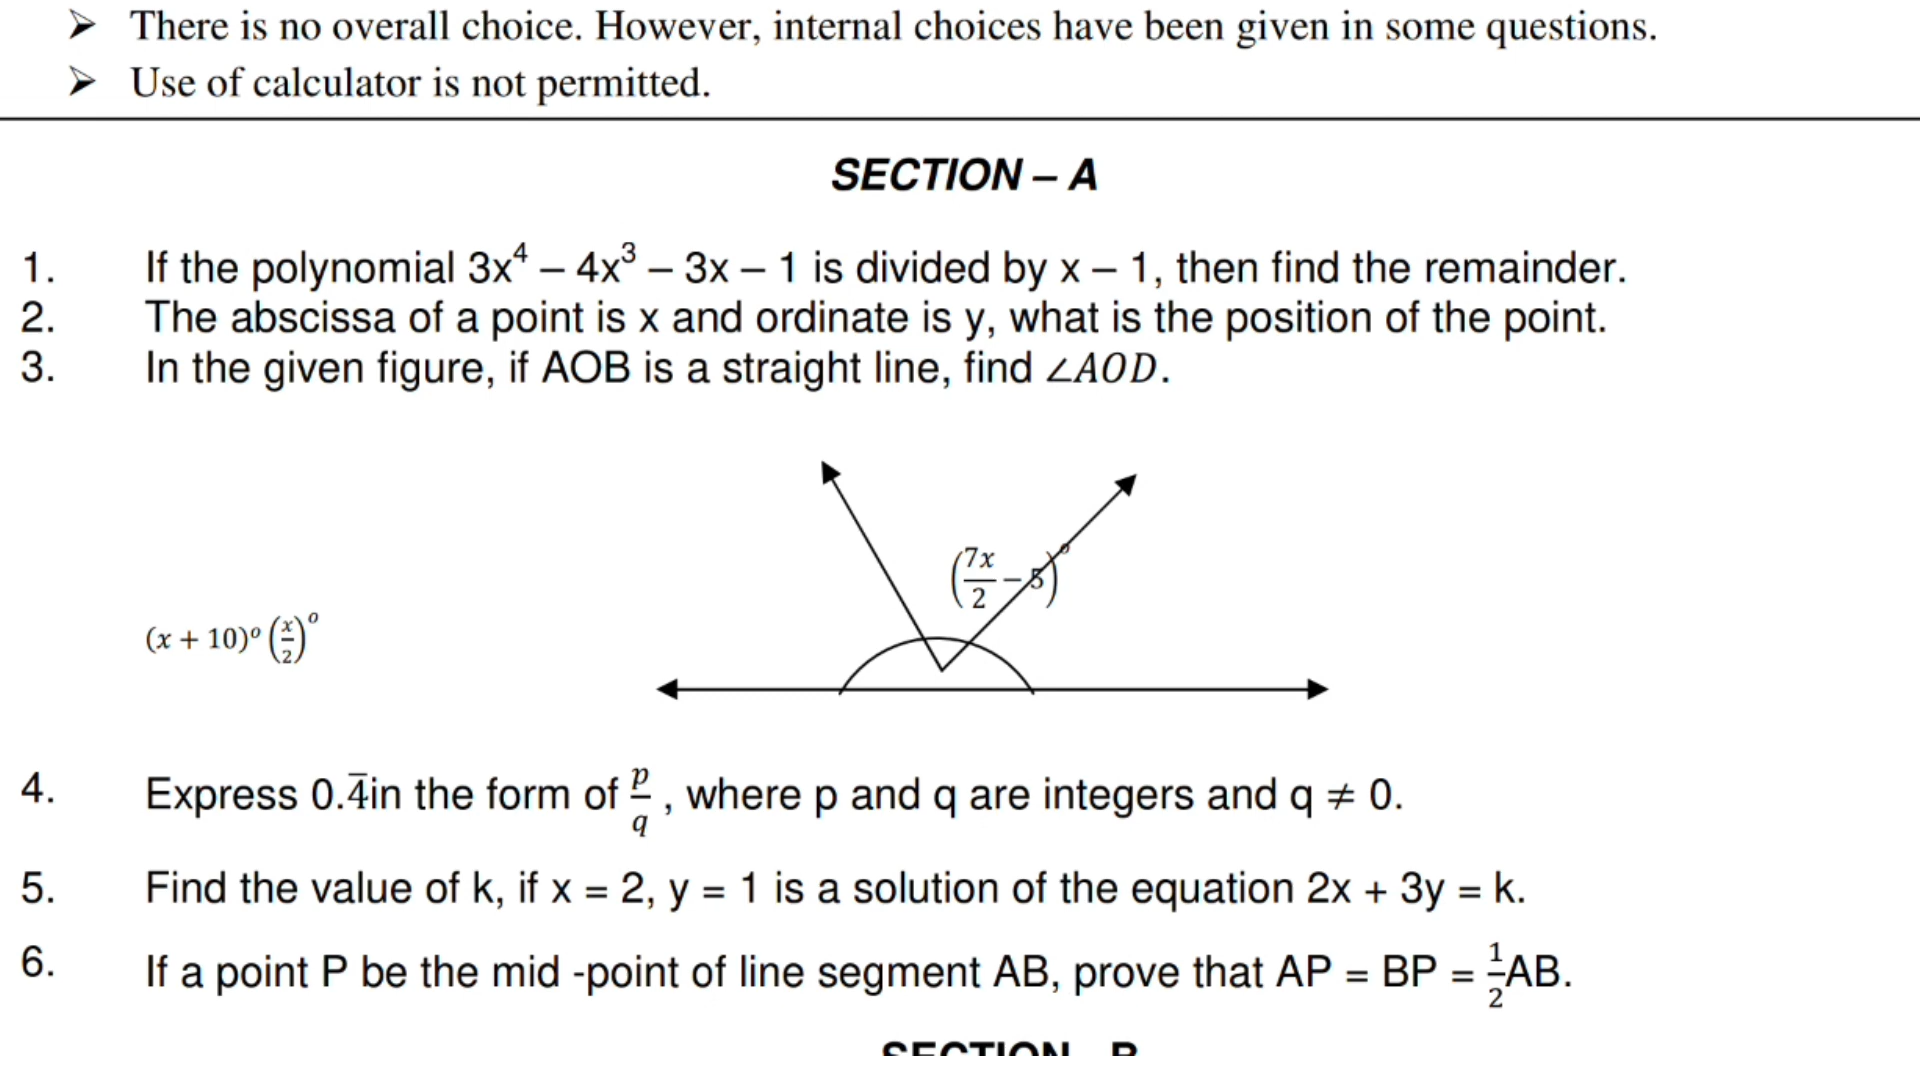 ➢ There is no overall choice. However, internal choices have been given in some questions.
➢ Use of calculator is not permitted.
SECTION – A
1. If the polynomial 3x⁴ – 4x³ – 3x – 1 is divided by x – 1, then find the remainder.
2. The abscissa of a point is x and ordinate is y, what is the position of the point.
3. In the given figure, if AOB is a straight line, find ∠AOD.
(7x/2 − 5)ᵒ
(x + 10)ᵒ (x/2)ᵒ
4. Express 0.4̅in the form of p/q , where p and q are integers and q ≠ 0.
5. Find the value of k, if x = 2, y = 1 is a solution of the equation 2x + 3y = k.
6. If a point P be the mid -point of line segment AB, prove that AP = BP = 1/2AB.